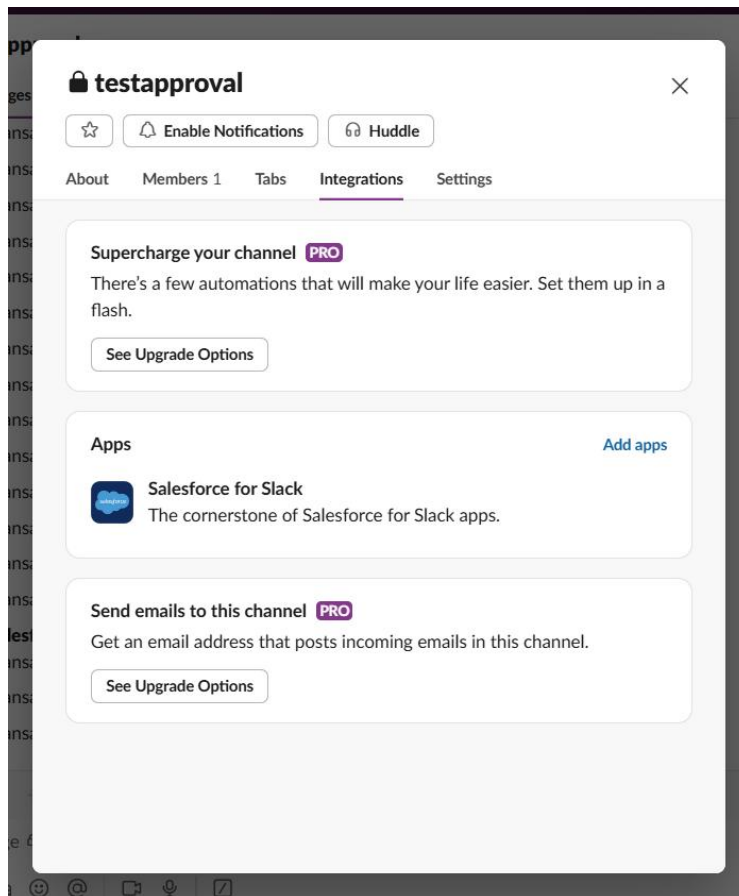 testapproval
Enable Notifications
Huddle
About Members 1 Tabs Integrations Settings
Supercharge your channel PRO
There’s a few automations that will make your life easier. Set them up in a
flash.
See Upgrade Options
Apps Add apps
salesforce
Salesforce for Slack
The cornerstone of Salesforce for Slack apps.
Send emails to this channel PRO
Get an email address that posts incoming emails in this channel.
See Upgrade Options